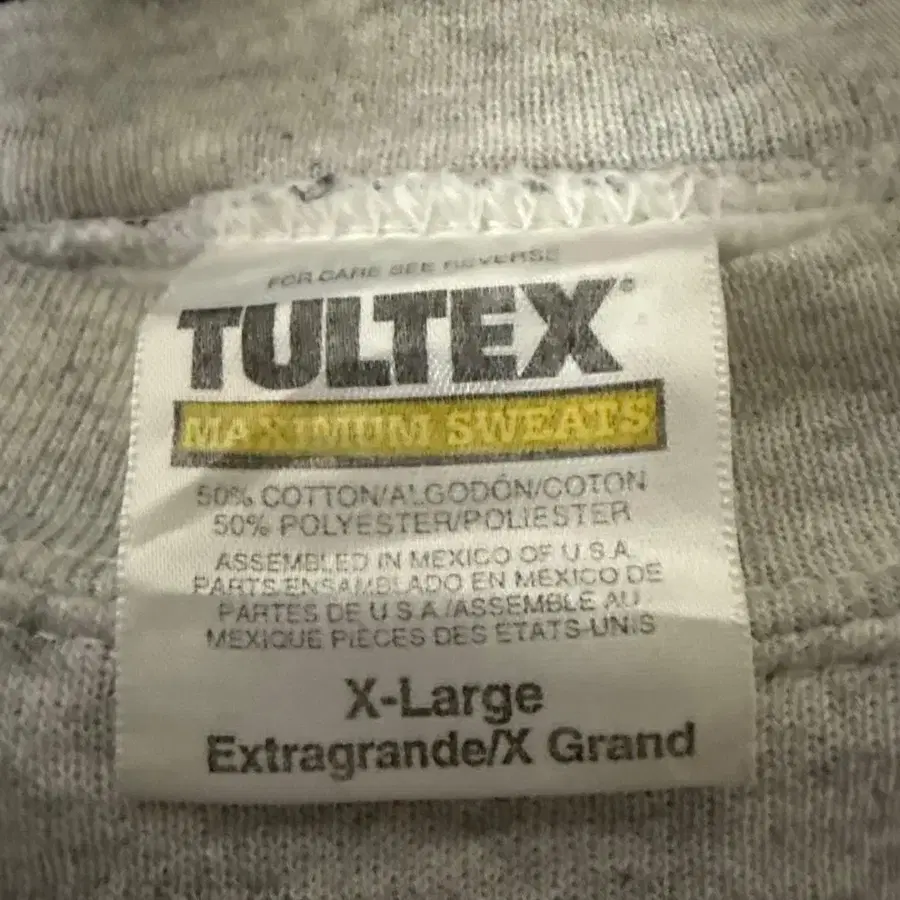 FOR CARE SEE REVERSE
TULTEX®
MAXIMUM SWEATS
50% COTTON/ALGODÓN/COTON
50% POLYESTER/POLIESTER
ASSEMBLED IN MEXICO OF U.S.A.
PARTS/ENSAMBLADO EN MEXICO DE
PARTES DE U S A/ASSEMBLE AU
MEXIQUE PIÈCES DES ETATS-UNIS
X-Large
Extragrande/X Grand